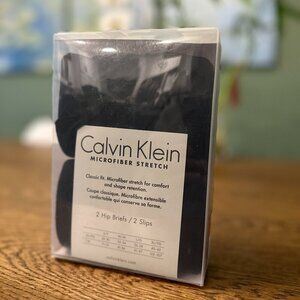 Calvin Klein
MICROFIBER STRETCH
Classic fit. Microfiber stretch for comfort
and shape retention.
Coupe classique. Microfibre extensible
confortable qui conserve sa forme.
2 Hip Briefs / 2 Slips